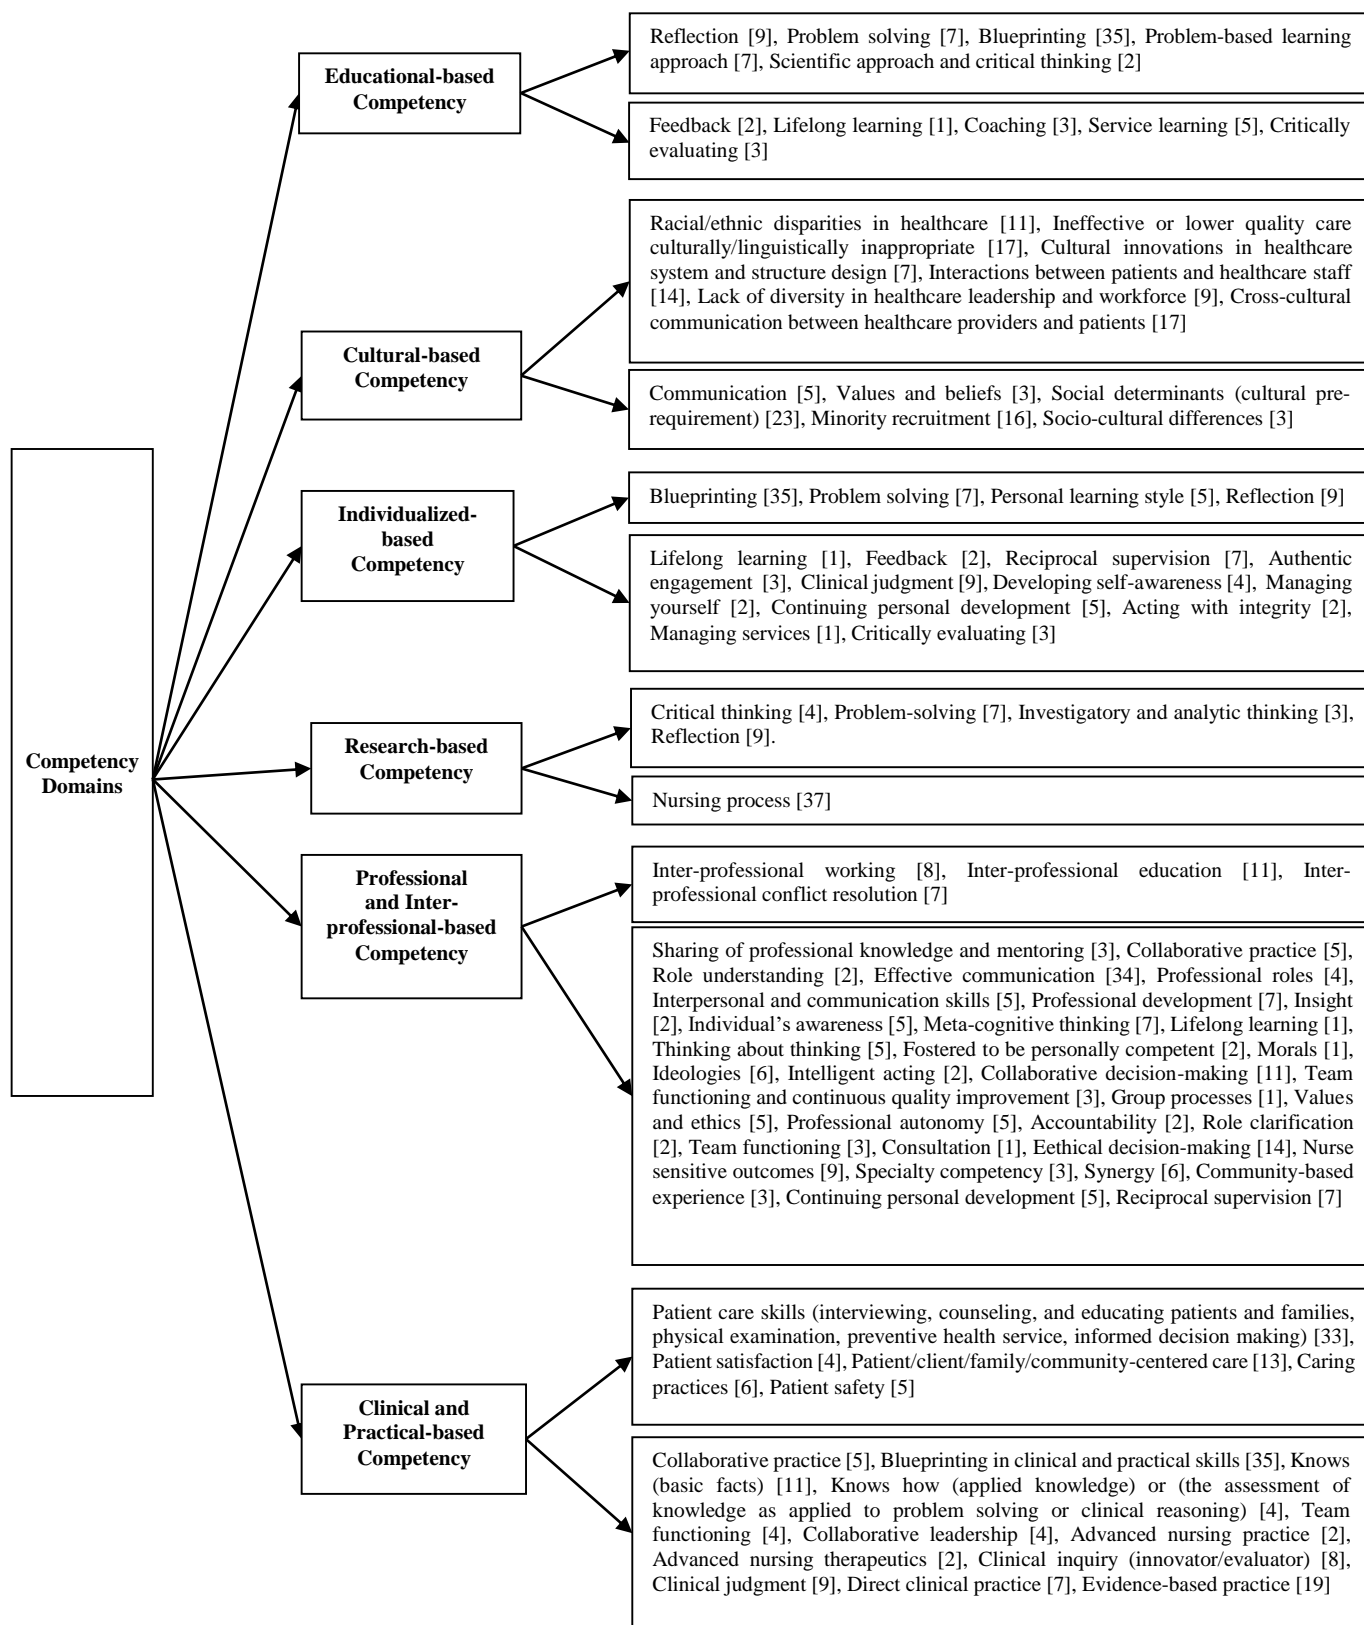 Reflection [9], Problem solving [7], Blueprinting [35], Problem-based learning
approach [7], Scientific approach and critical thinking [2]
Educational-based
Competency
Feedback [2], Lifelong learning [1], Coaching [3], Service learning [5], Critically
evaluating [3]
Racial/ethnic disparities in healthcare [11], Ineffective or lower quality care
culturally/linguistically inappropriate [17], Cultural innovations in healthcare
system and structure design [7], Interactions between patients and healthcare staff
[14], Lack of diversity in healthcare leadership and workforce [9], Cross-cultural
communication between healthcare providers and patients [17]
Cultural-based
Competency
Communication [5], Values and beliefs [3], Social determinants (cultural pre-
requirement) [23], Minority recruitment [16], Socio-cultural differences [3]
Blueprinting [35], Problem solving [7], Personal learning style [5], Reflection [9]
Individualized-
based
Competency
Lifelong learning [1], Feedback [2], Reciprocal supervision [7], Authentic
engagement [3], Clinical judgment [9], Developing self-awareness [4], Managing
yourself [2], Continuing personal development [5], Acting with integrity [2],
Managing services [1], Critically evaluating [3]
Competency
Domains
Critical thinking [4], Problem-solving [7], Investigatory and analytic thinking [3],
Reflection [9].
Research-based
Competency
Nursing process [37]
Inter-professional working [8], Inter-professional education [11], Inter-
professional conflict resolution [7]
Professional
and Inter-
professional-based
Competency
Sharing of professional knowledge and mentoring [3], Collaborative practice [5],
Role understanding [2], Effective communication [34], Professional roles [4],
Interpersonal and communication skills [5], Professional development [7], Insight
[2], Individual’s awareness [5], Meta-cognitive thinking [7], Lifelong learning [1],
Thinking about thinking [5], Fostered to be personally competent [2], Morals [1],
Ideologies [6], Intelligent acting [2], Collaborative decision-making [11], Team
functioning and continuous quality improvement [3], Group processes [1], Values
and ethics [5], Professional autonomy [5], Accountability [2], Role clarification
[2], Team functioning [3], Consultation [1], Eethical decision-making [14], Nurse
sensitive outcomes [9], Specialty competency [3], Synergy [6], Community-based
experience [3], Continuing personal development [5], Reciprocal supervision [7]
Patient care skills (interviewing, counseling, and educating patients and families,
physical examination, preventive health service, informed decision making) [33],
Patient satisfaction [4], Patient/client/family/community-centered care [13], Caring
practices [6], Patient safety [5]
Clinical and
Practical-based
Competency
Collaborative practice [5], Blueprinting in clinical and practical skills [35], Knows
(basic facts) [11], Knows how (applied knowledge) or (the assessment of
knowledge as applied to problem solving or clinical reasoning) [4], Team
functioning [4], Collaborative leadership [4], Advanced nursing practice [2],
Advanced nursing therapeutics [2], Clinical inquiry (innovator/evaluator) [8],
Clinical judgment [9], Direct clinical practice [7], Evidence-based practice [19]